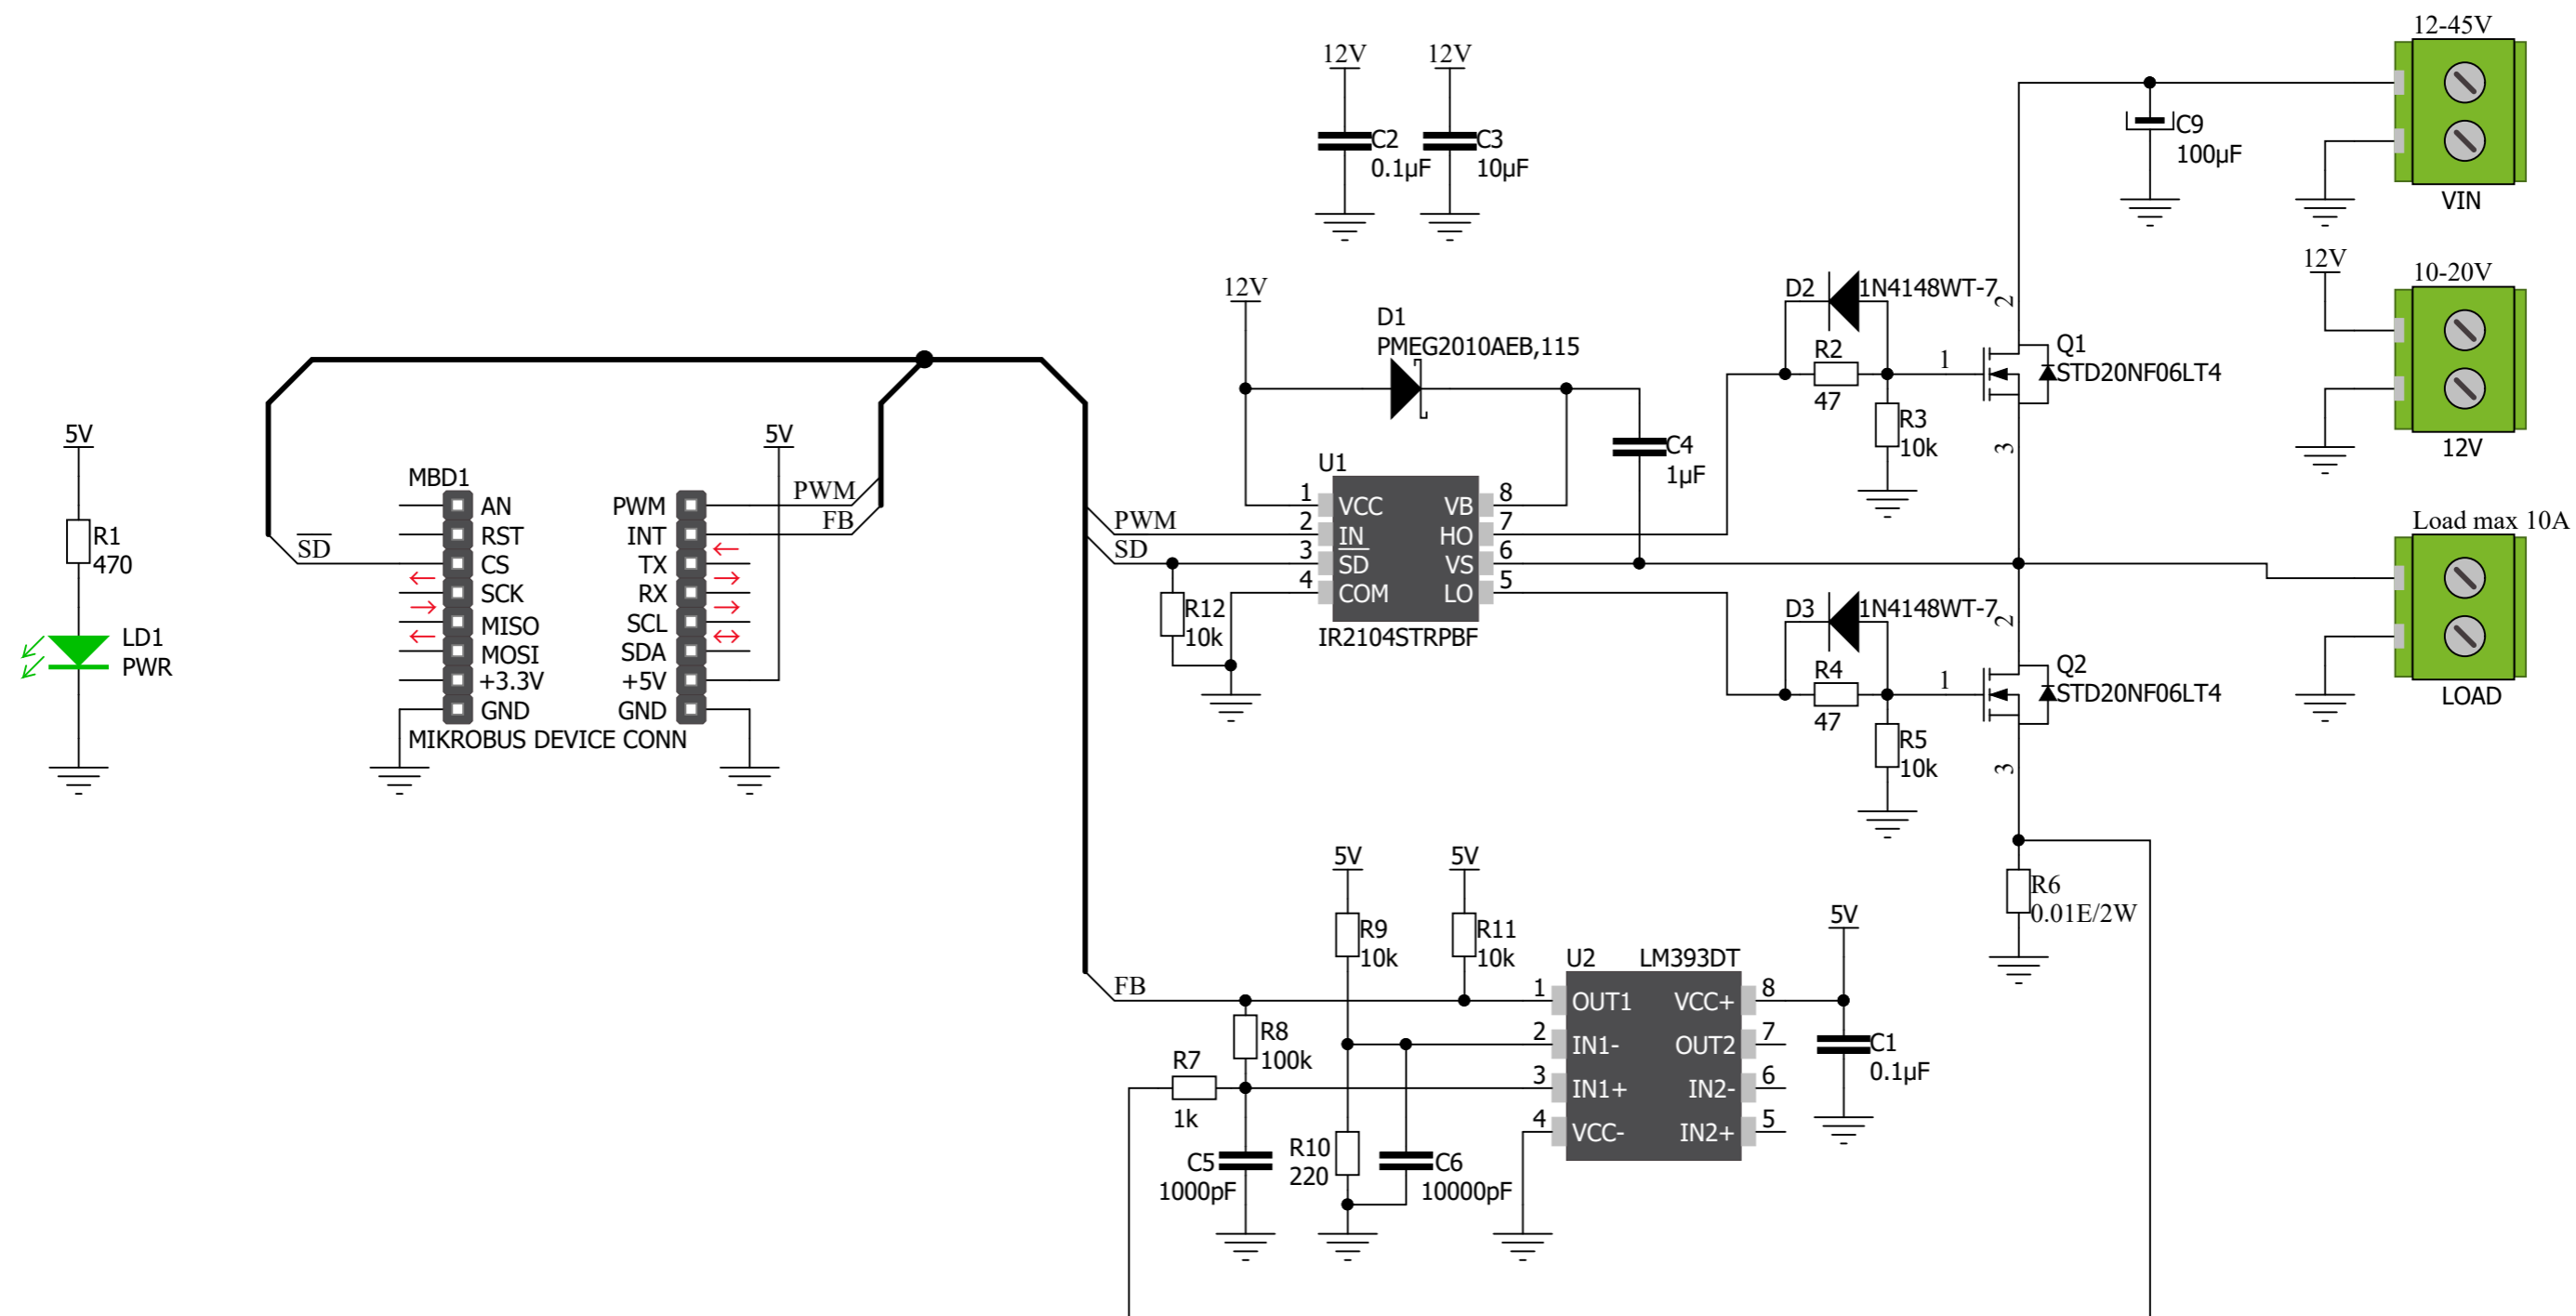 12-45V
12V
12V
C2
0.1µF
C3
10µF
C9
100µF
VIN
12V
10-20V
12V
12V
D1
PMEG2010AEB,115
D2
1N4148WT-7
2
R2
47
1
Q1
STD20NF06LT4
R3
10k
3
C4
1µF
5V
R1
470
LD1
PWR
5V
MBD1
AN
RST
CS
SCK
MISO
MOSI
+3.3V
GND
PWM
INT
TX
RX
SCL
SDA
+5V
GND
MIKROBUS DEVICE CONN
SD
PWM
FB
PWM
SD
R12
10k
U1
1
2
3
4
VCC
IN
SD
COM
VB
HO
VS
LO
8
7
6
5
IR2104STRPBF
Load max 10A
LOAD
D3
1N4148WT-7
2
R4
47
1
Q2
STD20NF06LT4
R5
10k
3
R6
0.01E/2W
5V
R9
10k
5V
R11
10k
5V
FB
R8
100k
R7
1k
C5
1000pF
R10
220
C6
10000pF
U2
LM393DT
1
2
3
4
OUT1
IN1-
IN1+
VCC-
VCC+
OUT2
IN2-
IN2+
8
7
6
5
C1
0.1µF